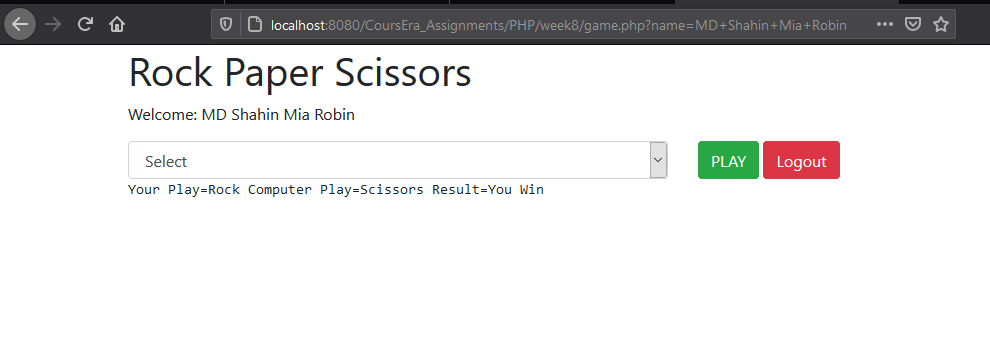 localhost:8080/CoursEra_Assignments/PHP/week8/game.php?name=MD+Shahin+Mia+Robin
Rock Paper Scissors
Welcome: MD Shahin Mia Robin
Select PLAY Logout
Your Play=Rock Computer Play=Scissors Result=You Win